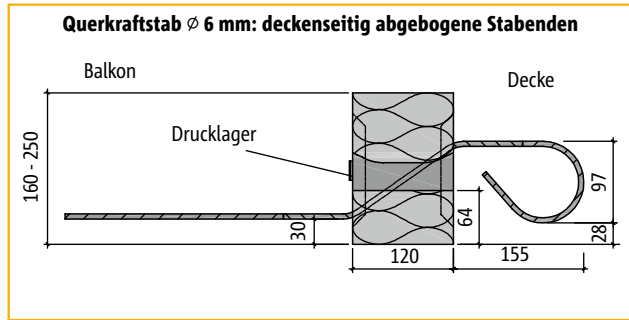 Querkraftstab ∅ 6 mm: deckenseitig abgebogene Stabenden
Balkon
Decke
Drucklager
160 - 250
30
64
97
28
120
155